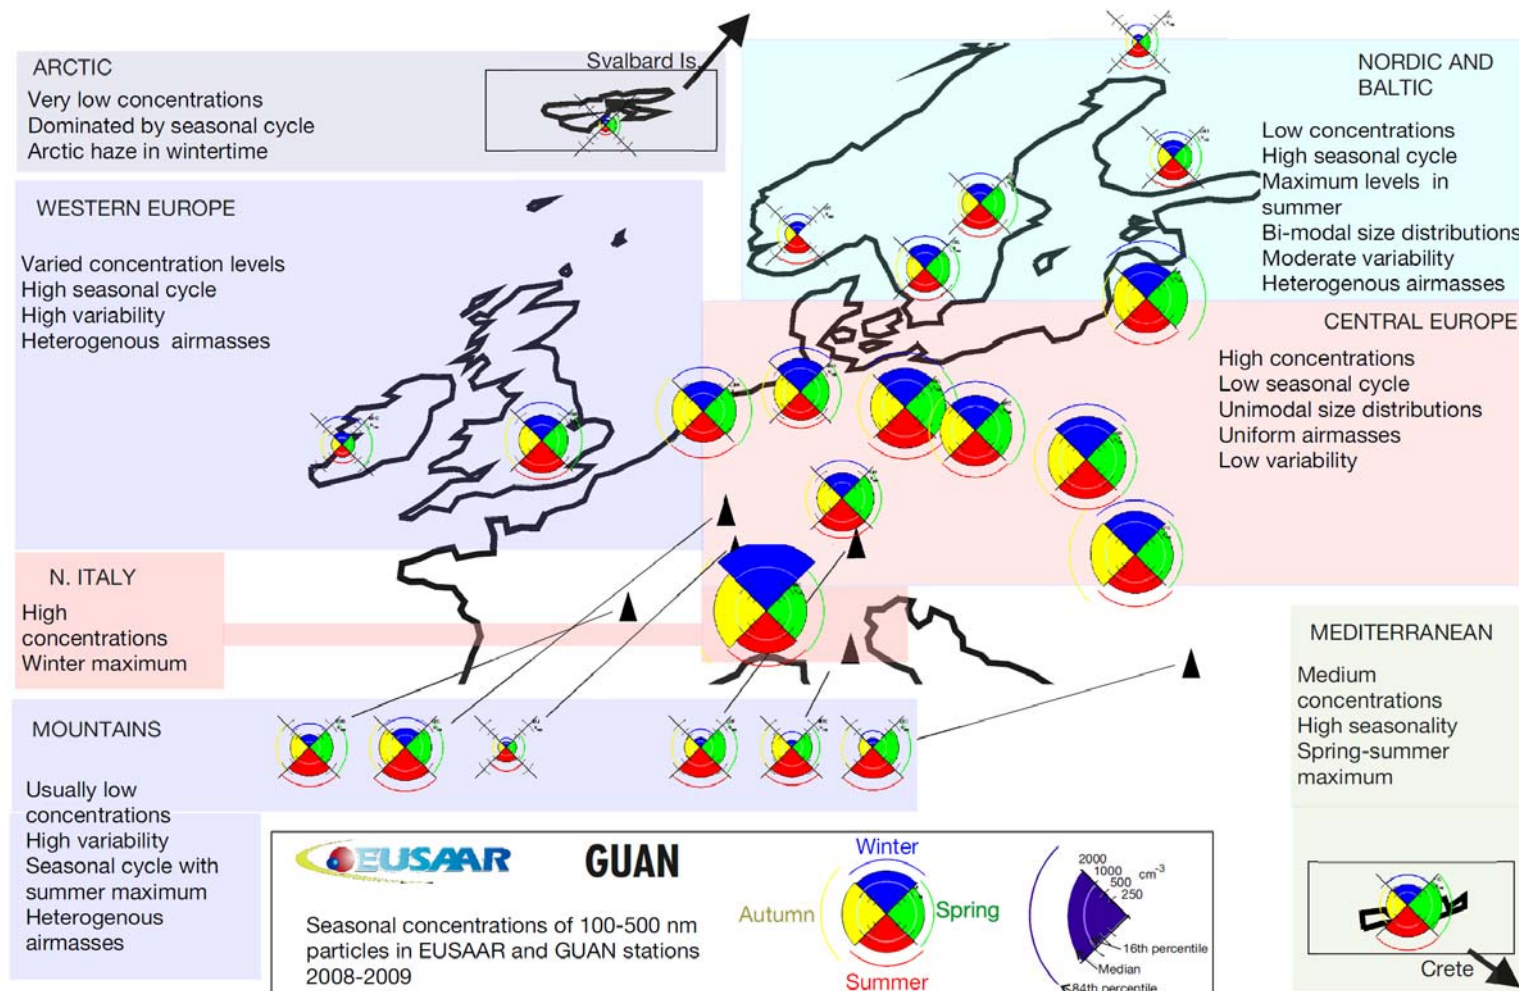 ARCTIC
Very low concentrations
Dominated by seasonal cycle
Arctic haze in wintertime
Svalbard Is.
NORDIC AND
BALTIC
Low concentrations
High seasonal cycle
Maximum levels in
summer
Bi-modal size distributions
Moderate variability
Heterogenous airmasses
WESTERN EUROPE
Varied concentration levels
High seasonal cycle
High variability
Heterogenous airmasses
CENTRAL EUROPE
High concentrations
Low seasonal cycle
Unimodal size distributions
Uniform airmasses
Low variability
N. ITALY
High
concentrations
Winter maximum
MEDITERRANEAN
Medium
concentrations
High seasonality
Spring-summer
maximum
Crete
MOUNTAINS
Usually low
concentrations
High variability
Seasonal cycle with
summer maximum
Heterogenous
airmasses
EUSAAR
GUAN
Seasonal concentrations of 100-500 nm
particles in EUSAAR and GUAN stations
2008-2009
Winter
Autumn
Spring
Summer
2000
1000
500
250
cm-3
16th percentile
Median
84th percentile